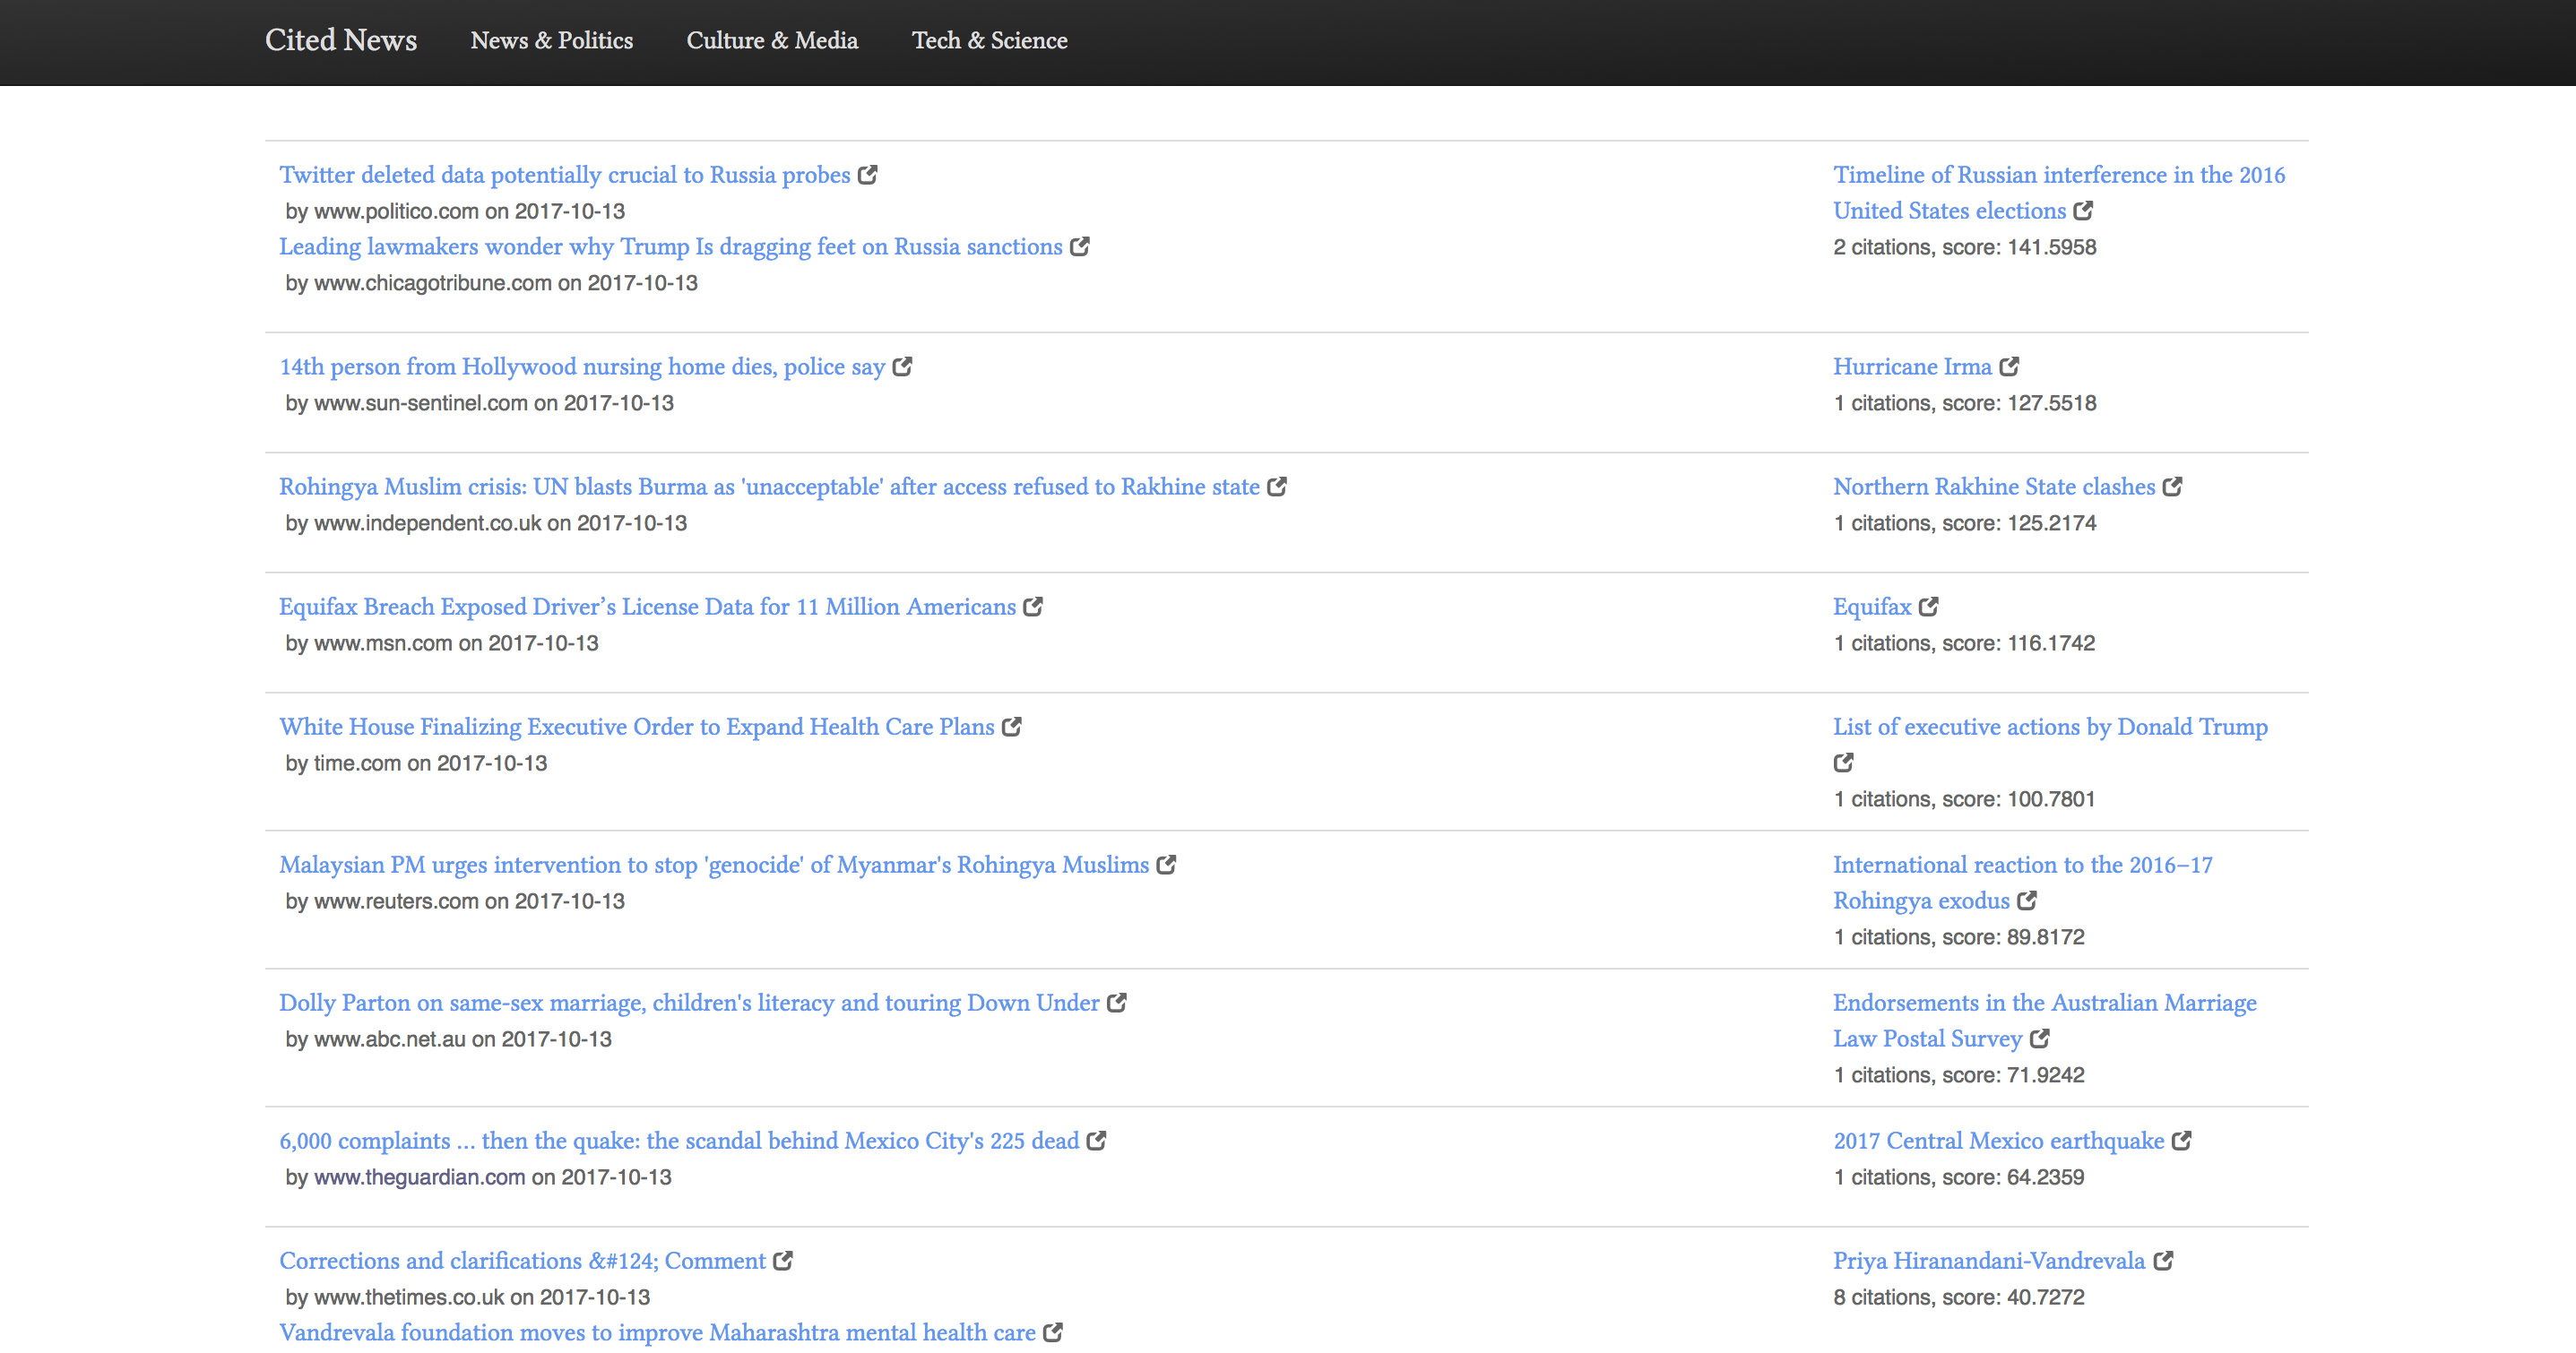 Cited News News & Politics Culture & Media Tech & Science
Twitter deleted data potentially crucial to Russia probes
by www.politico.com on 2017-10-13
Leading lawmakers wonder why Trump Is dragging feet on Russia sanctions
by www.chicagotribune.com on 2017-10-13
Timeline of Russian interference in the 2016
United States elections
2 citations, score: 141.5958
14th person from Hollywood nursing home dies, police say
by www.sun-sentinel.com on 2017-10-13
Hurricane Irma
1 citations, score: 127.5518
Rohingya Muslim crisis: UN blasts Burma as 'unacceptable' after access refused to Rakhine state
by www.independent.co.uk on 2017-10-13
Northern Rakhine State clashes
1 citations, score: 125.2174
Equifax Breach Exposed Driver’s License Data for 11 Million Americans
by www.msn.com on 2017-10-13
Equifax
1 citations, score: 116.1742
White House Finalizing Executive Order to Expand Health Care Plans
by time.com on 2017-10-13
List of executive actions by Donald Trump
1 citations, score: 100.7801
Malaysian PM urges intervention to stop 'genocide' of Myanmar's Rohingya Muslims
by www.reuters.com on 2017-10-13
International reaction to the 2016–17
Rohingya exodus
1 citations, score: 89.8172
Dolly Parton on same-sex marriage, children's literacy and touring Down Under
by www.abc.net.au on 2017-10-13
Endorsements in the Australian Marriage
Law Postal Survey
1 citations, score: 71.9242
6,000 complaints ... then the quake: the scandal behind Mexico City's 225 dead
by www.theguardian.com on 2017-10-13
2017 Central Mexico earthquake
1 citations, score: 64.2359
Corrections and clarifications &#124; Comment
by www.thetimes.co.uk on 2017-10-13
Vandrevala foundation moves to improve Maharashtra mental health care
Priya Hiranandani-Vandrevala
8 citations, score: 40.7272